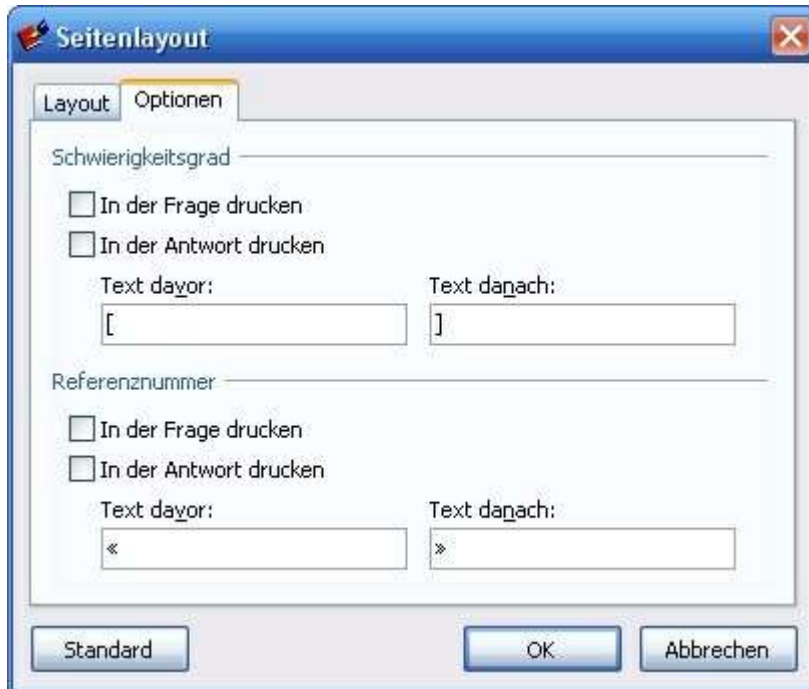 Seitenlayout
Layout Optionen
Schwierigkeitsgrad
In der Frage drucken
In der Antwort drucken
Text davor: Text danach:
[ ]
Referenznummer
In der Frage drucken
In der Antwort drucken
Text davor: Text danach:
« »
Standard OK Abbrechen